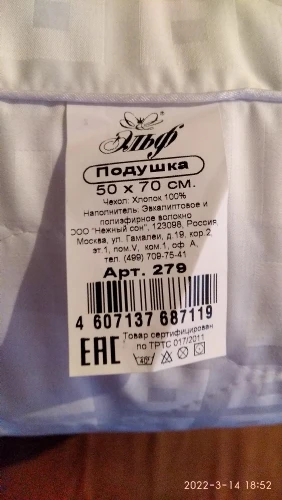 Эльф
Подушка
50 х 70 см.
Чехол: Хлопок 100%
Наполнитель: Эвкалиптовое и
полиэфирное волокно
ООО "Нежный сон", 123098, Россия,
Москва, ул. Гамалеи, д.19, кор.2,
эт.1, пом.V, ком.1, оф. А,
тел. (499) 709-75-41
Арт. 279
4 607137 687119
EAC
Товар сертифицирован
по ТРТС 017/2011
40°
2022-3-14 18:52